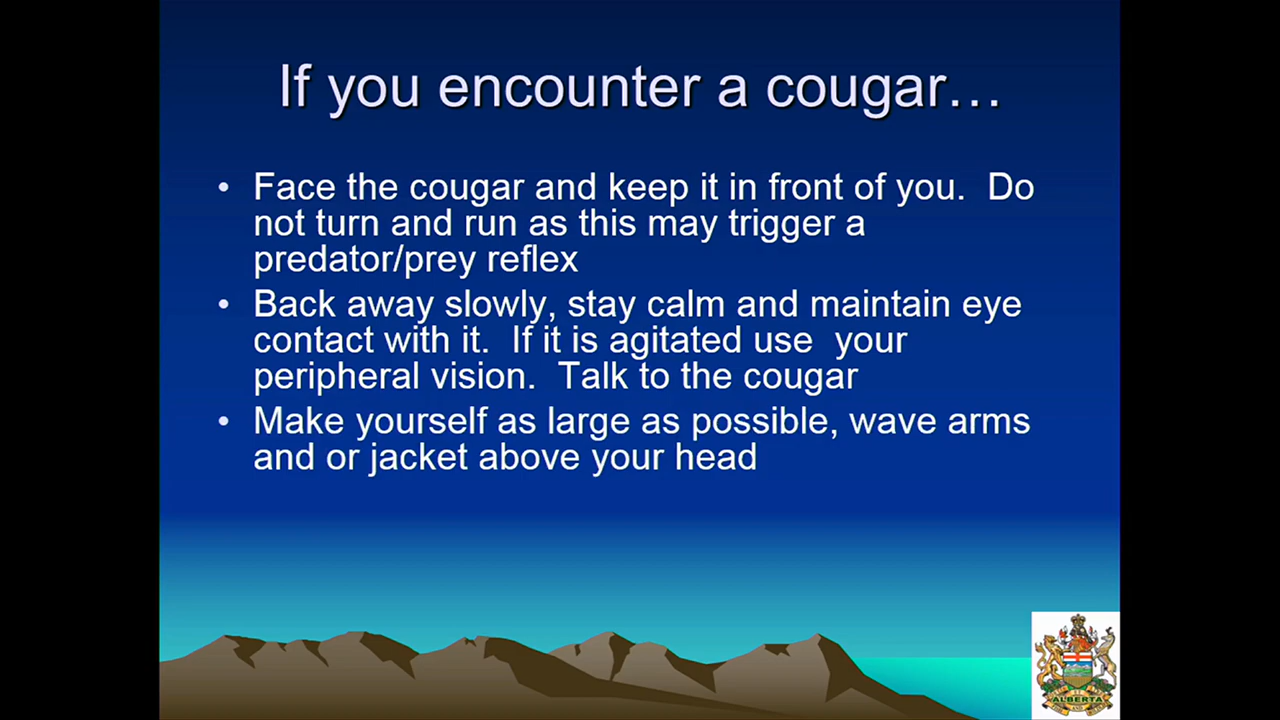 If you encounter a cougar…
• Face the cougar and keep it in front of you.  Do
not turn and run as this may trigger a
predator/prey reflex
• Back away slowly, stay calm and maintain eye
contact with it.  If it is agitated use  your
peripheral vision.  Talk to the cougar
• Make yourself as large as possible, wave arms
and or jacket above your head
ALBERTA